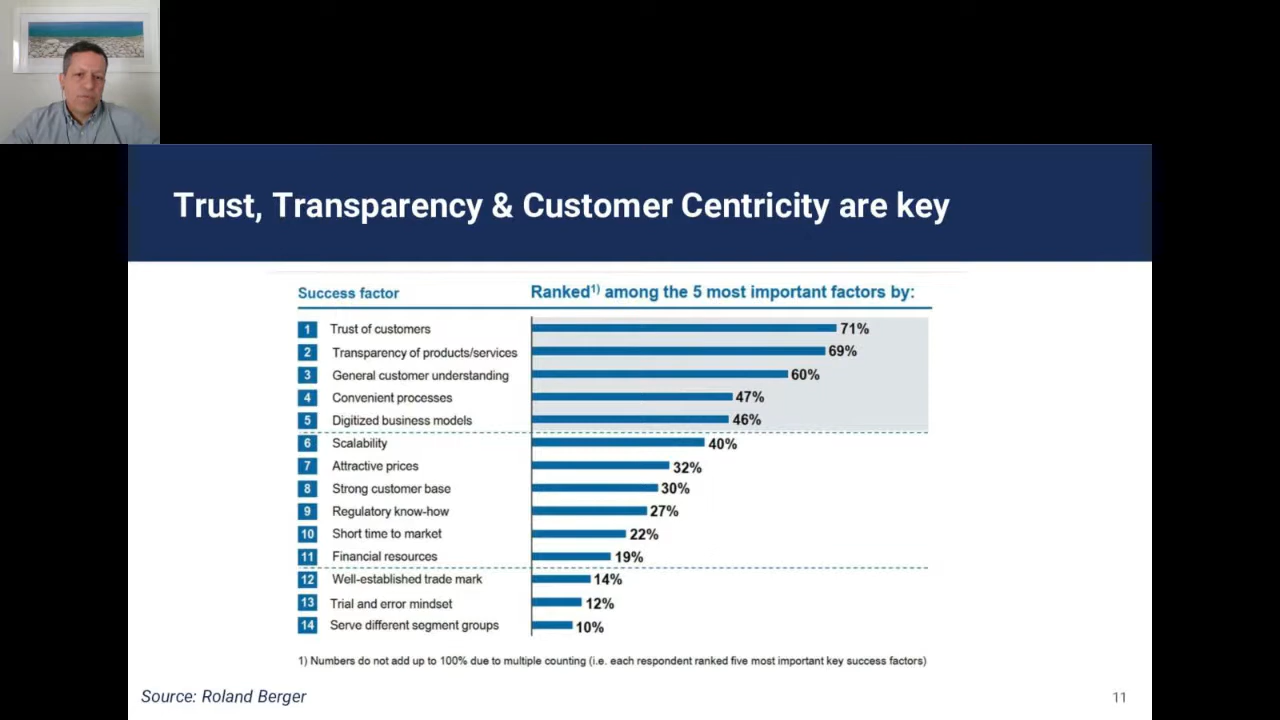 Trust, Transparency & Customer Centricity are key
Success factor Ranked1) among the 5 most important factors by:
1 Trust of customers 71%
2 Transparency of products/services 69%
3 General customer understanding 60%
4 Convenient processes 47%
5 Digitized business models 46%
6 Scalability 40%
7 Attractive prices 32%
8 Strong customer base 30%
9 Regulatory know-how 27%
10 Short time to market 22%
11 Financial resources 19%
12 Well-established trade mark 14%
13 Trial and error mindset 12%
14 Serve different segment groups 10%
1) Numbers do not add up to 100% due to multiple counting (i.e. each respondent ranked five most important key success factors)
Source: Roland Berger 11